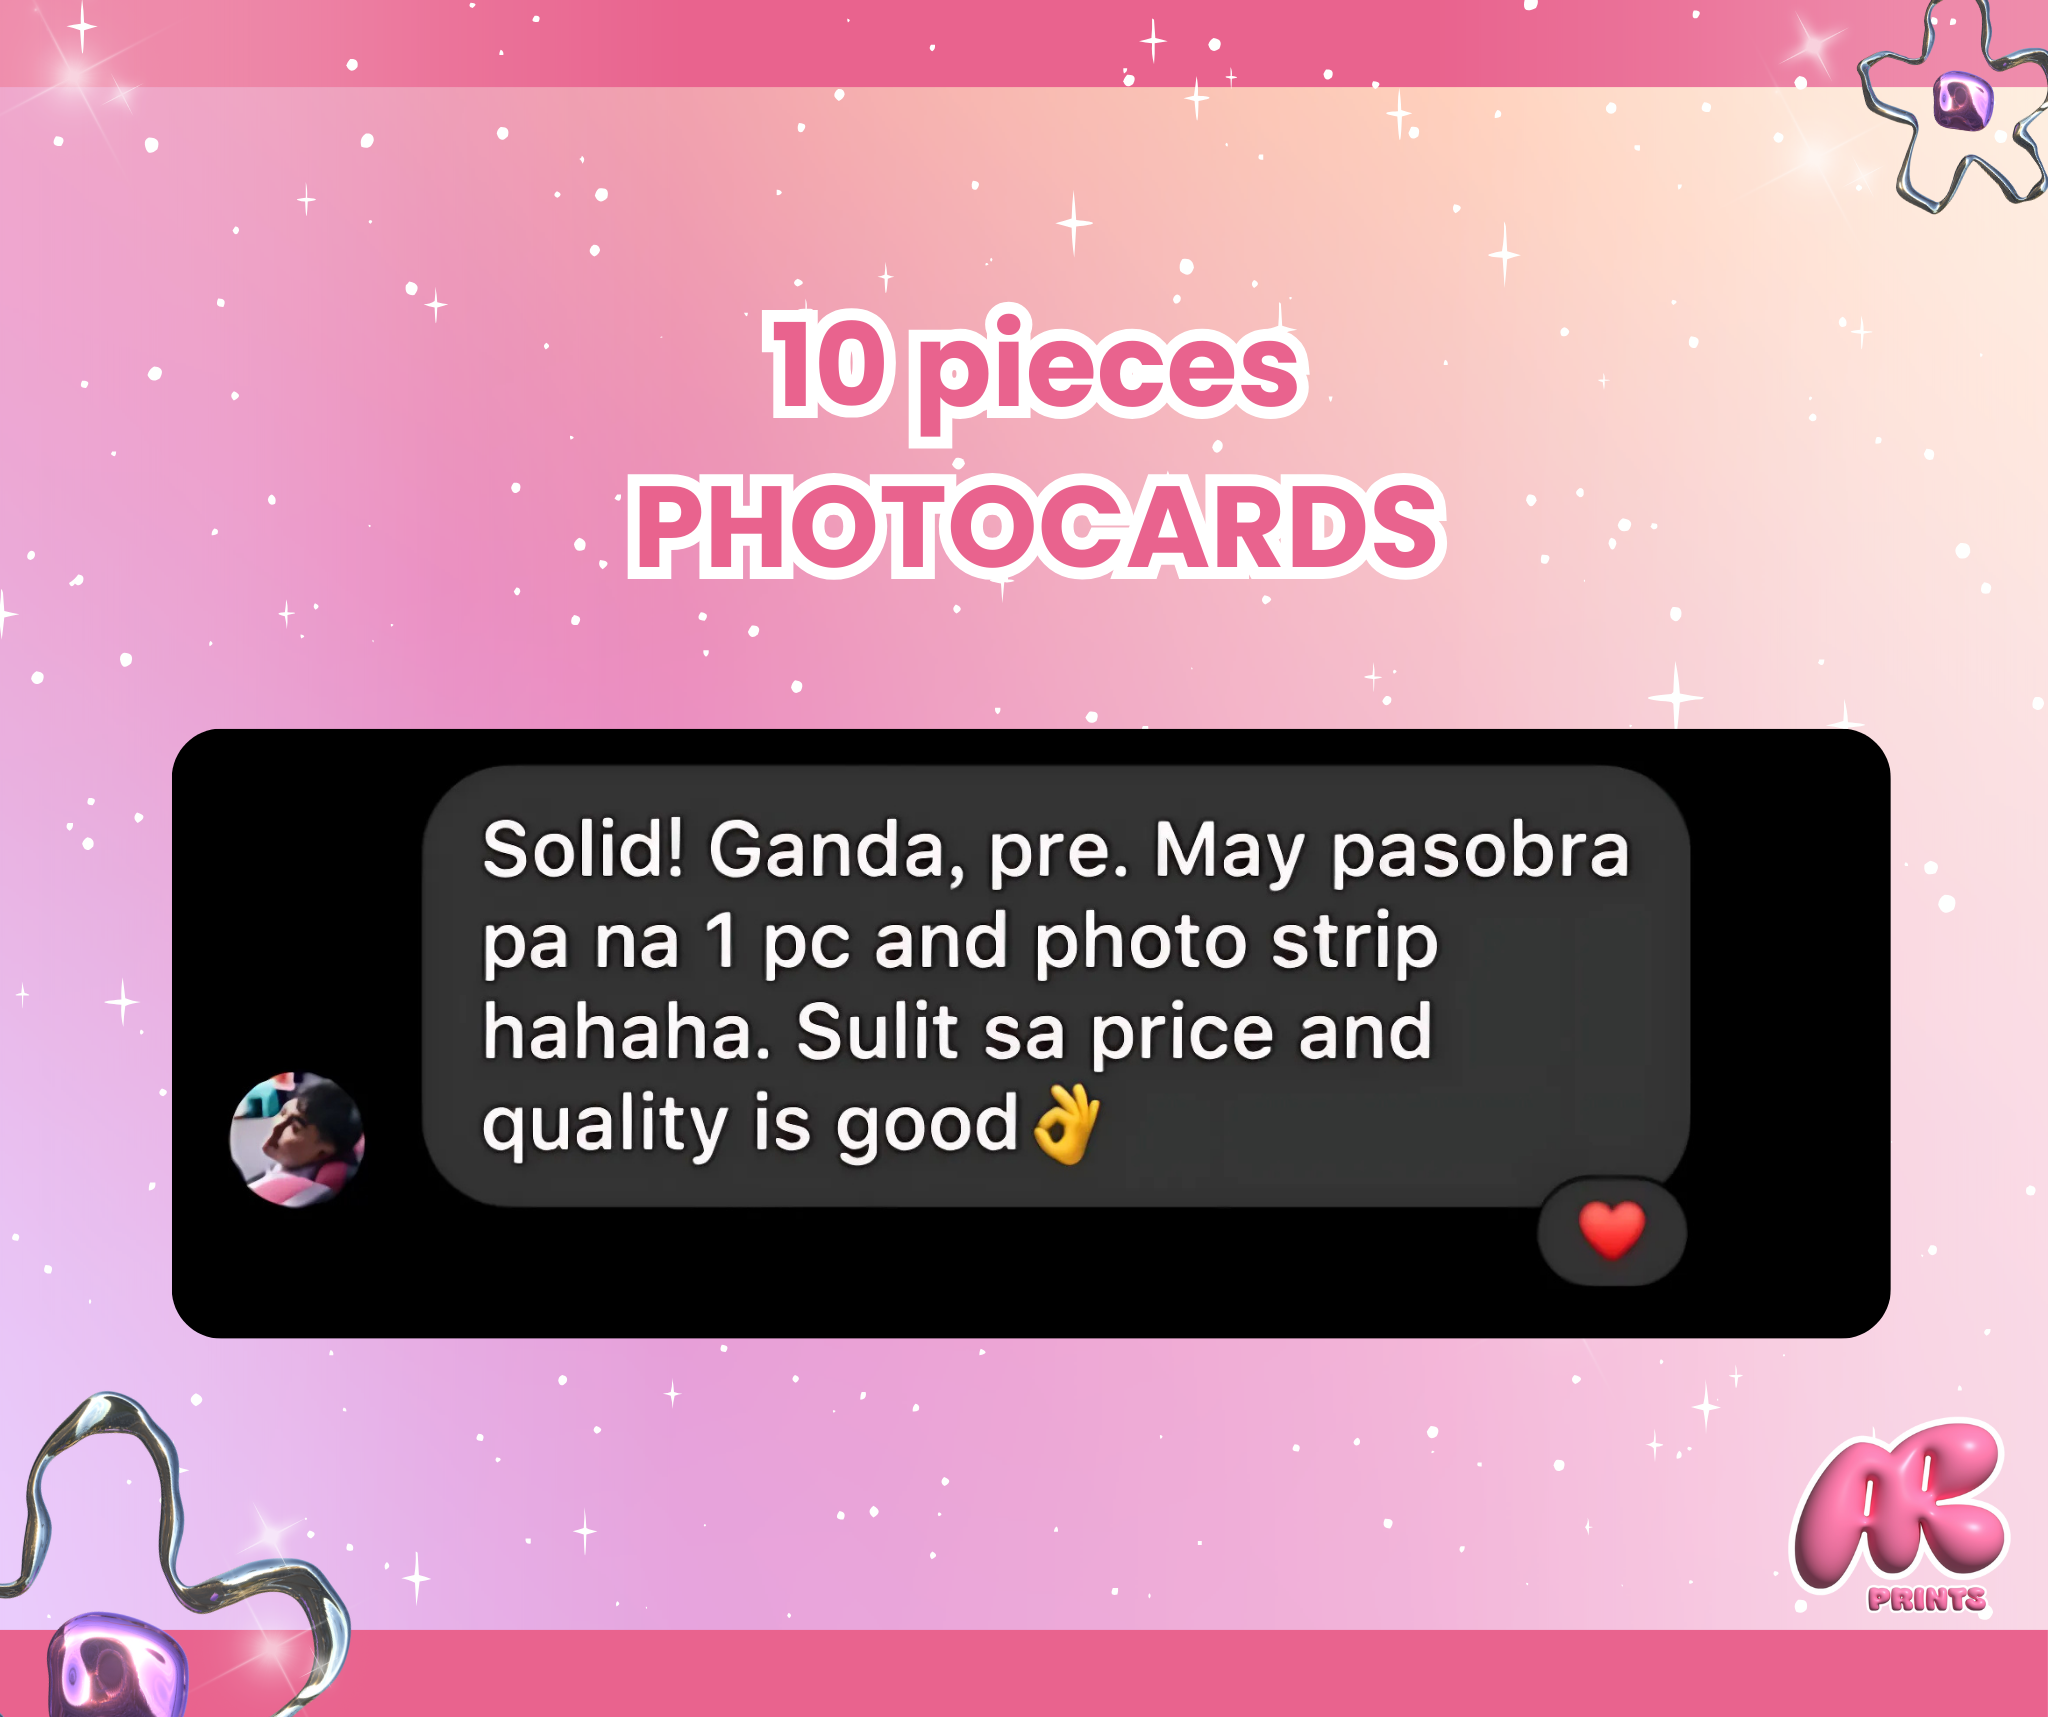 10 pieces
PHOTOCARDS
Solid! Ganda, pre. May pasobra
pa na 1 pc and photo strip
hahaha. Sulit sa price and
quality is good👌
❤️
AR
PRINTS